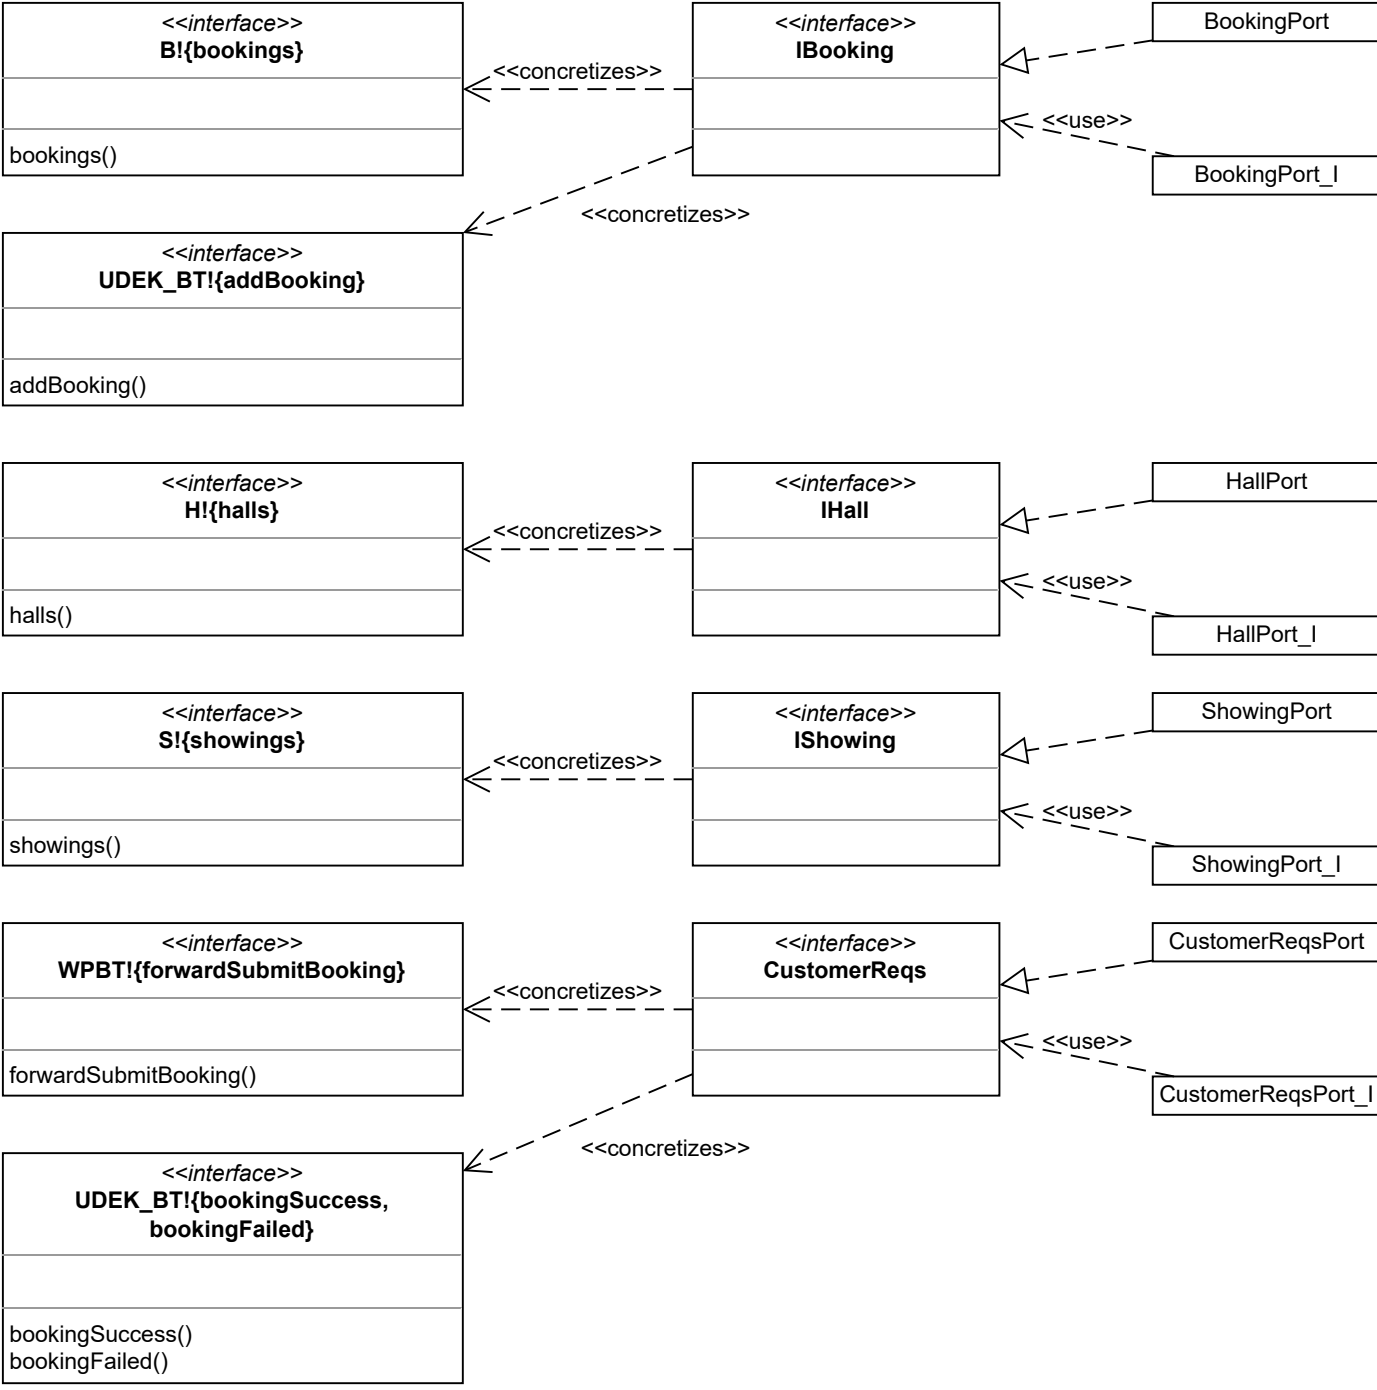 <<interface>>
B!{bookings}
bookings()
<<concretizes>>
<<interface>>
IBooking
BookingPort
<<use>>
BookingPort_I
<<concretizes>>
<<interface>>
UDEK_BT!{addBooking}
addBooking()
<<interface>>
H!{halls}
halls()
<<concretizes>>
<<interface>>
IHall
HallPort
<<use>>
HallPort_I
<<interface>>
S!{showings}
showings()
<<concretizes>>
<<interface>>
IShowing
ShowingPort
<<use>>
ShowingPort_I
<<interface>>
WPBT!{forwardSubmitBooking}
forwardSubmitBooking()
<<concretizes>>
<<interface>>
CustomerReqs
CustomerReqsPort
<<use>>
CustomerReqsPort_I
<<concretizes>>
<<interface>>
UDEK_BT!{bookingSuccess,
bookingFailed}
bookingSuccess()
bookingFailed()